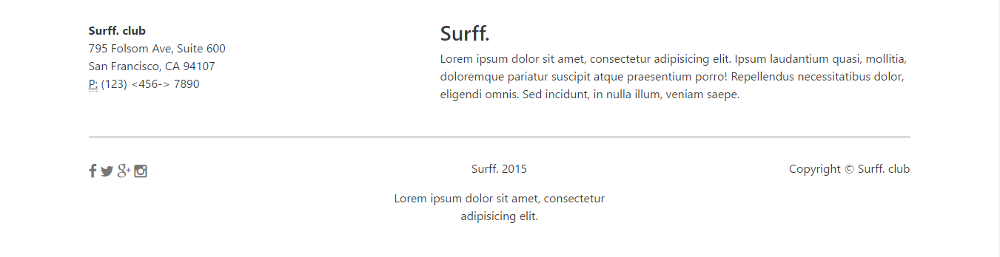 Surff. club
795 Folsom Ave, Suite 600
San Francisco, CA 94107
P: (123) <456-> 7890
Surff.
Lorem ipsum dolor sit amet, consectetur adipisicing elit. Ipsum laudantium quasi, mollitia,
doloremque pariatur suscipit atque praesentium porro! Repellendus necessitatibus dolor,
eligendi omnis. Sed incidunt, in nulla illum, veniam saepe.
Surff. 2015
Lorem ipsum dolor sit amet, consectetur
adipisicing elit.
Copyright © Surff. club